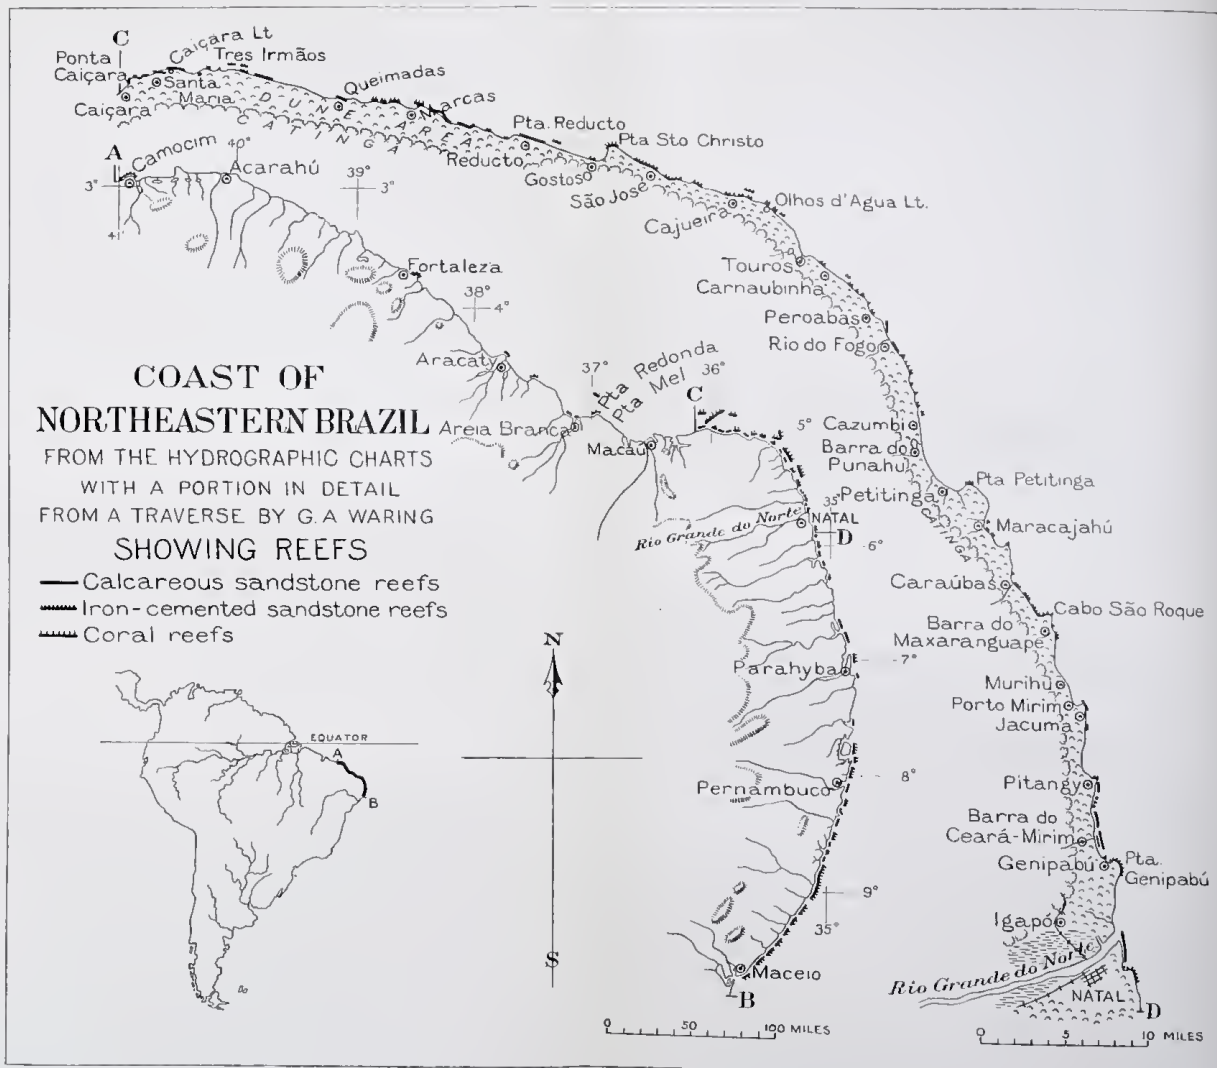 C
Ponta
Caiçara
Caiçara Lt
Tres Irmãos
Santa
Maria
Caiçara
Queimadas
Marcas
DUNE AREA
CATINGA
Pta. Reducto
Reducto
Pta Sto Christo
Gostoso
São José
Cajueira
Olhos d'Agua Lt.
Touros
Carnaubinha
Peroabas
Rio do Fogo
Cazumbi
Barra do
Punahú
Petitinga
Pta Petitinga
CATINGA
Maracajahú
Caraúbas
Cabo São Roque
Barra do
Maxaranguape
Murihú
Porto Mirim
Jacuma
Pitangy
Barra do
Ceará-Mirim
Genipabú
Pta.
Genipabú
Igapó
Rio Grande do Norte
NATAL
D
0 5 10 MILES
A
Camocim
40°
Acarahú
3°
41°
39°
3°
Fortaleza
38°
4°
Aracaty
37°
Pta Redonda
Pta Mel
36°
C
Areia Branca
Macau
5°
35°
Rio Grande do Norte
NATAL
D
6°
Parahyba
7°
Pernambuco
8°
9°
35°
Maceio
B
0 50 100 MILES
COAST OF
NORTHEASTERN BRAZIL
FROM THE HYDROGRAPHIC CHARTS
WITH A PORTION IN DETAIL
FROM A TRAVERSE BY G.A WARING
SHOWING REEFS
Calcareous sandstone reefs
Iron-cemented sandstone reefs
Coral reefs
N
S
EQUATOR
A
B